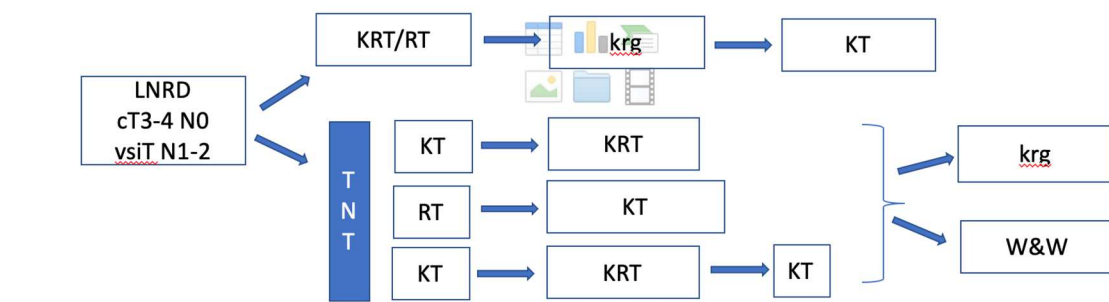 KRT/RT
krg
KT
LNRD
cT3-4 N0
vsiT N1-2
TNT
KT
KRT
RT
KT
KT
KRT
KT
krg
W&W